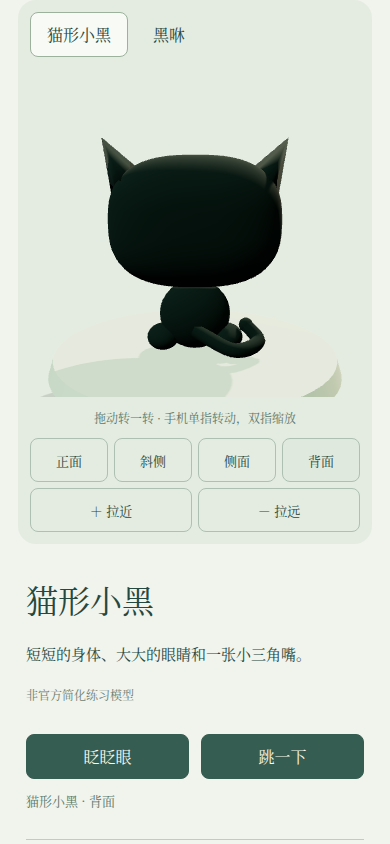 猫形小黑
黑咻
拖动转一转 · 手机单指转动，双指缩放
正面
斜侧
侧面
背面
＋ 拉近
－ 拉远
猫形小黑
短短的身体、大大的眼睛和一张小三角嘴。
非官方简化练习模型
眨眨眼
跳一下
猫形小黑 · 背面